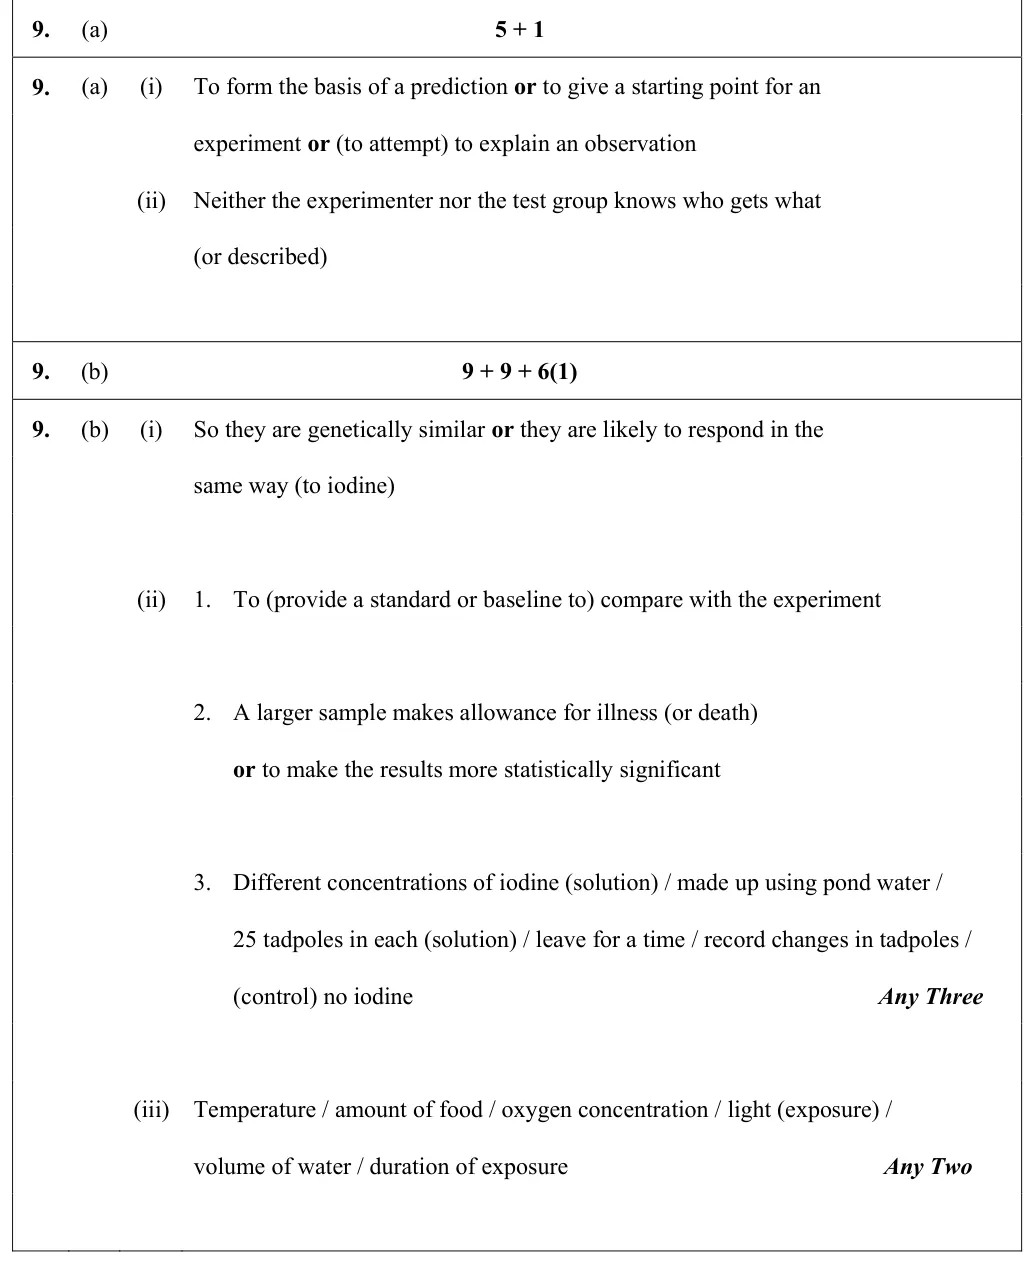 9. (a) 5 + 1
9. (a) (i) To form the basis of a prediction or to give a starting point for an
experiment or (to attempt) to explain an observation
(ii) Neither the experimenter nor the test group knows who gets what
(or described)
9. (b) 9 + 9 + 6(1)
9. (b) (i) So they are genetically similar or they are likely to respond in the
same way (to iodine)
(ii) 1. To (provide a standard or baseline to) compare with the experiment
2. A larger sample makes allowance for illness (or death)
or to make the results more statistically significant
3. Different concentrations of iodine (solution) / made up using pond water /
25 tadpoles in each (solution) / leave for a time / record changes in tadpoles /
(control) no iodine Any Three
(iii) Temperature / amount of food / oxygen concentration / light (exposure) /
volume of water / duration of exposure Any Two